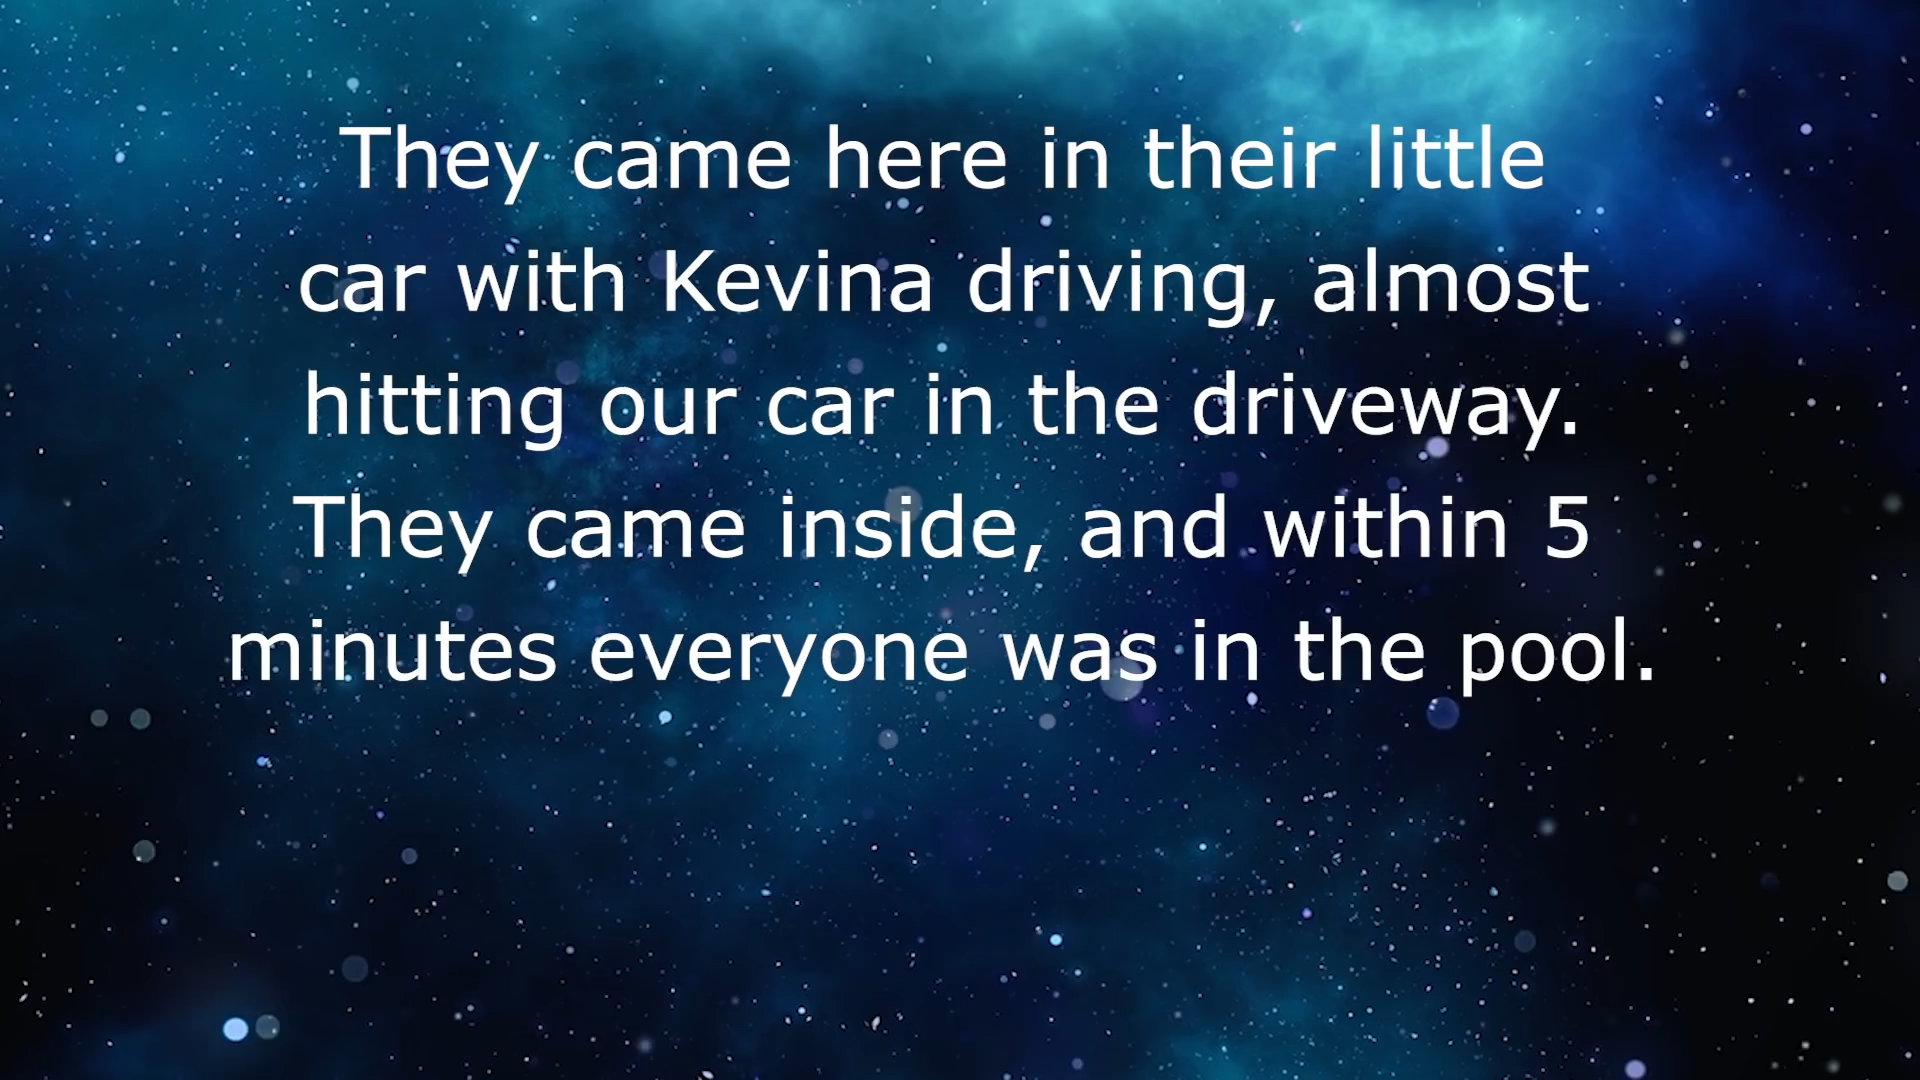 They came here in their little
car with Kevina driving, almost
hitting our car in the driveway.
They came inside, and within 5
minutes everyone was in the pool.